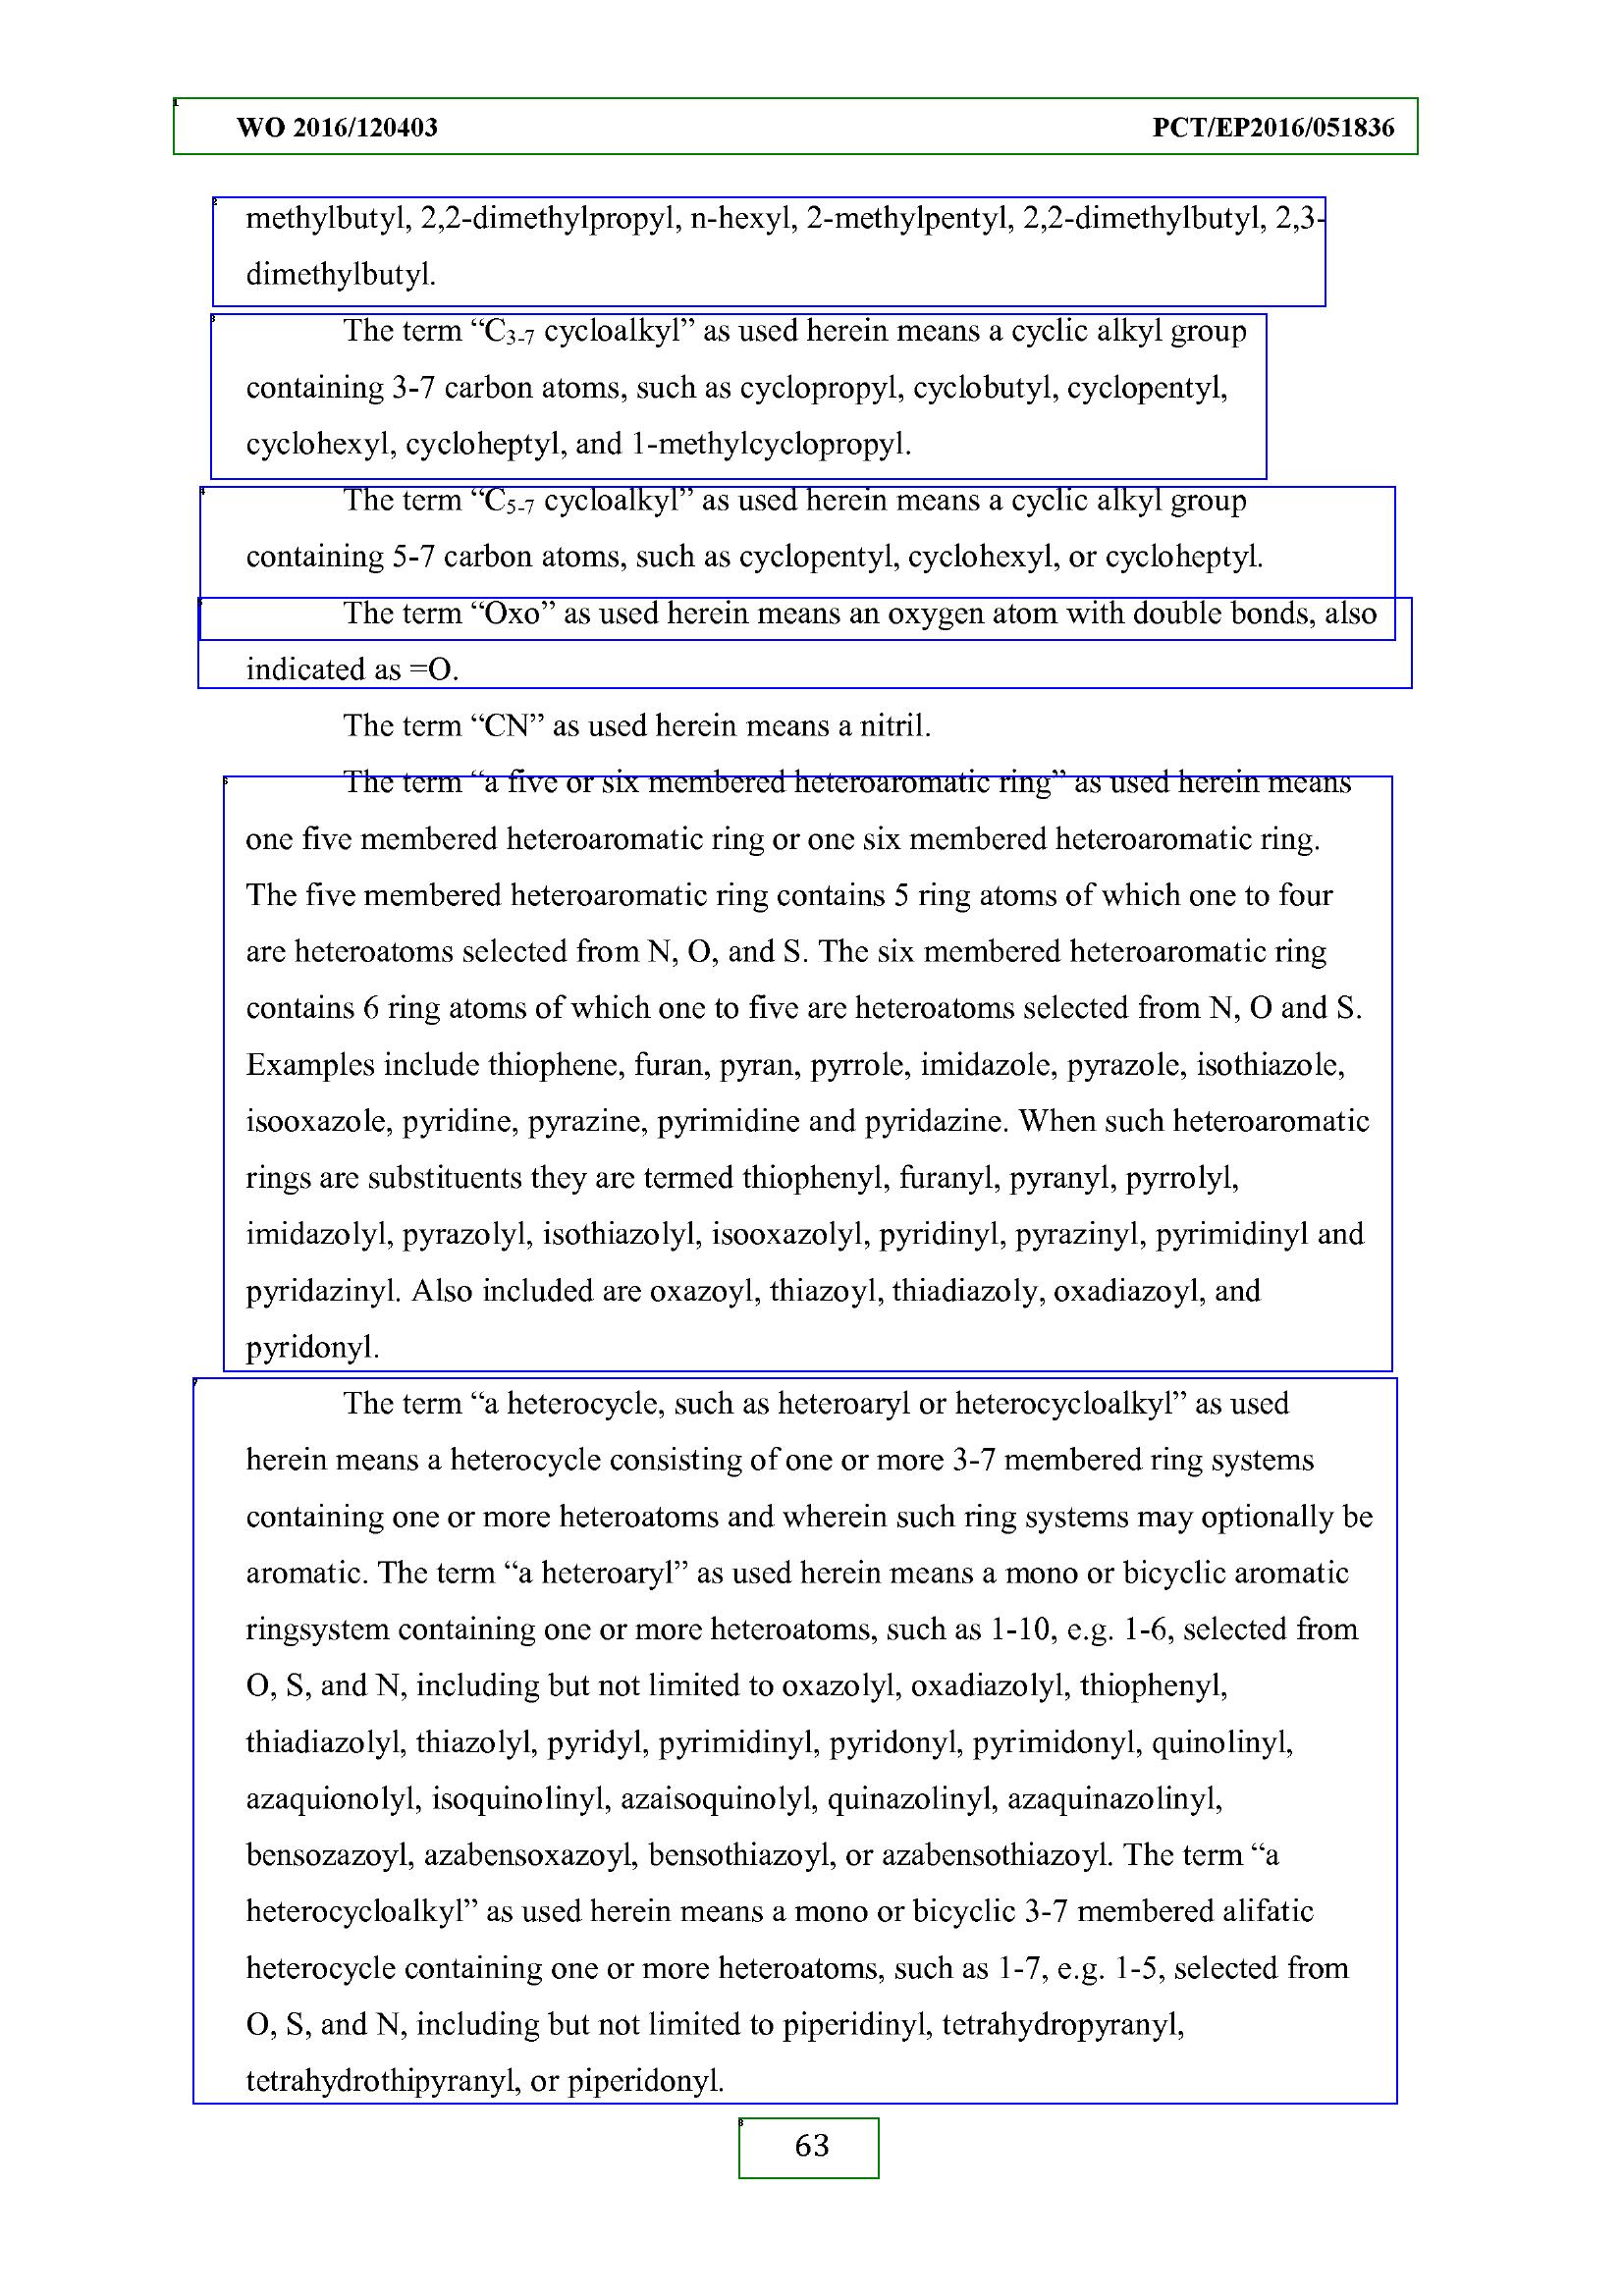 WO 2016/120403 PCT/EP2016/051836
methylbutyl, 2,2-dimethylpropyl, n-hexyl, 2-methylpentyl, 2,2-dimethylbutyl, 2,3-
dimethylbutyl.
The term “C3-7 cycloalkyl” as used herein means a cyclic alkyl group
containing 3-7 carbon atoms, such as cyclopropyl, cyclobutyl, cyclopentyl,
cyclohexyl, cycloheptyl, and 1-methylcyclopropyl.
The term “C5-7 cycloalkyl” as used herein means a cyclic alkyl group
containing 5-7 carbon atoms, such as cyclopentyl, cyclohexyl, or cycloheptyl.
The term “Oxo” as used herein means an oxygen atom with double bonds, also
indicated as =O.
The term “CN” as used herein means a nitril.
The term “a five or six membered heteroaromatic ring” as used herein means
one five membered heteroaromatic ring or one six membered heteroaromatic ring.
The five membered heteroaromatic ring contains 5 ring atoms of which one to four
are heteroatoms selected from N, O, and S. The six membered heteroaromatic ring
contains 6 ring atoms of which one to five are heteroatoms selected from N, O and S.
Examples include thiophene, furan, pyran, pyrrole, imidazole, pyrazole, isothiazole,
isooxazole, pyridine, pyrazine, pyrimidine and pyridazine. When such heteroaromatic
rings are substituents they are termed thiophenyl, furanyl, pyranyl, pyrrolyl,
imidazolyl, pyrazolyl, isothiazolyl, isooxazolyl, pyridinyl, pyrazinyl, pyrimidinyl and
pyridazinyl. Also included are oxazoyl, thiazoyl, thiadiazoly, oxadiazoyl, and
pyridonyl.
The term “a heterocycle, such as heteroaryl or heterocycloalkyl” as used
herein means a heterocycle consisting of one or more 3-7 membered ring systems
containing one or more heteroatoms and wherein such ring systems may optionally be
aromatic. The term “a heteroaryl” as used herein means a mono or bicyclic aromatic
ringsystem containing one or more heteroatoms, such as 1-10, e.g. 1-6, selected from
O, S, and N, including but not limited to oxazolyl, oxadiazolyl, thiophenyl,
thiadiazolyl, thiazolyl, pyridyl, pyrimidinyl, pyridonyl, pyrimidonyl, quinolinyl,
azaquionolyl, isoquinolinyl, azaisoquinolyl, quinazolinyl, azaquinazolinyl,
bensozazoyl, azabensoxazoyl, bensothiazoyl, or azabensothiazoyl. The term “a
heterocycloalkyl” as used herein means a mono or bicyclic 3-7 membered alifatic
heterocycle containing one or more heteroatoms, such as 1-7, e.g. 1-5, selected from
O, S, and N, including but not limited to piperidinyl, tetrahydropyranyl,
tetrahydrothipyranyl, or piperidonyl.
63